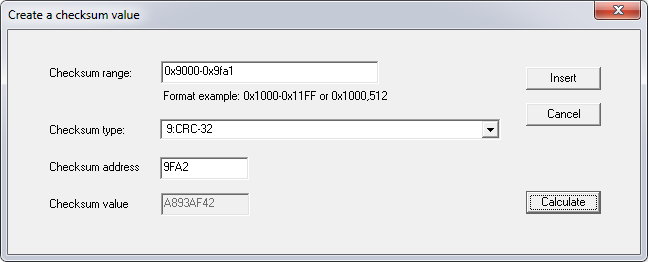 Create a checksum value
Checksum range: 0x9000-0x9fa1
Insert
Format example: 0x1000-0x11FF or 0x1000,512
Cancel
Checksum type: 9:CRC-32
Checksum address 9FA2
Checksum value A893AF42
Calculate